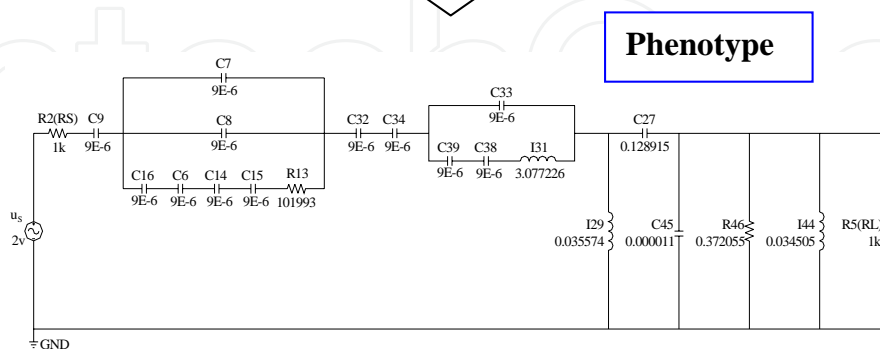 Phenotype
C7
9E-6
C33
9E-6
R2(RS)
1k
C9
9E-6
C8
9E-6
C32
9E-6
C34
9E-6
C27
0.128915
C39
9E-6
C38
9E-6
I31
3.077226
C16
9E-6
C6
9E-6
C14
9E-6
C15
9E-6
R13
101993
us
2v
I29
0.035574
C45
0.000011
R46
0.372055
I44
0.034505
R5(RL)
1k
GND